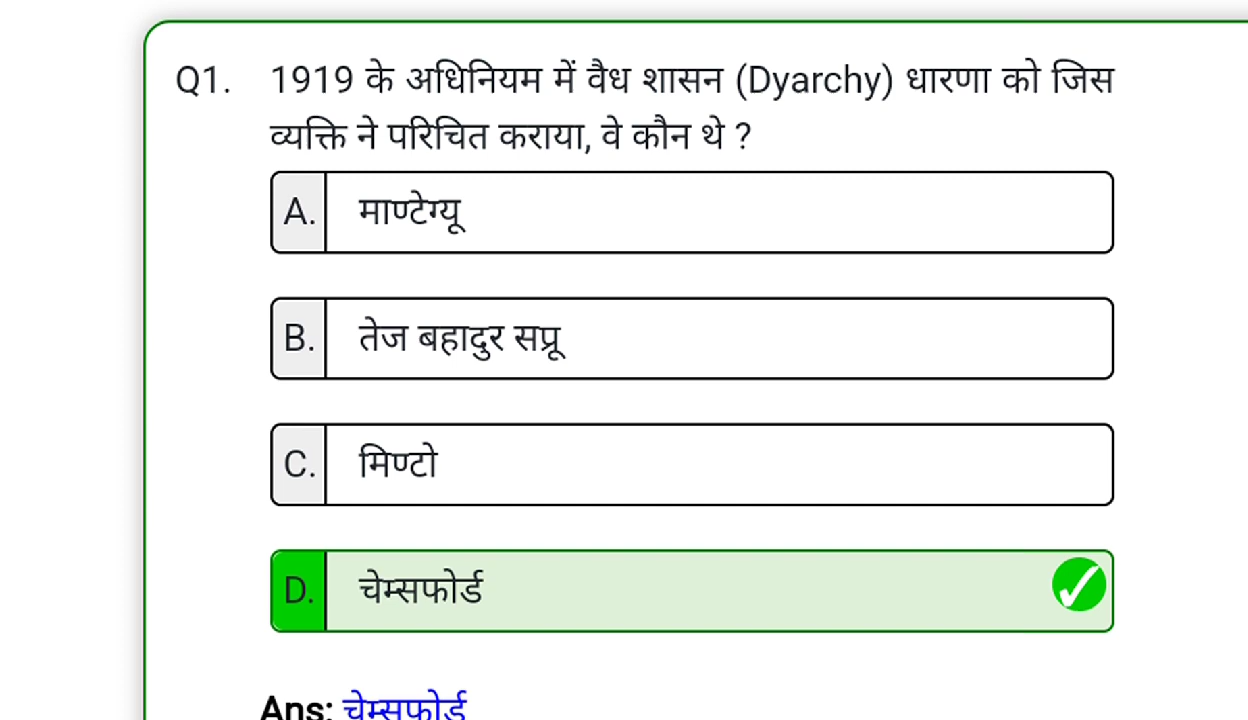 Q1. 1919 के अधिनियम में वैध शासन (Dyarchy) धारणा को जिस
व्यक्ति ने परिचित कराया, वे कौन थे ?
A. माण्टेग्यू
B. तेज बहादुर सप्रू
C. मिण्टो
D. चेम्सफोर्ड
Ans: चेम्सफोर्ड